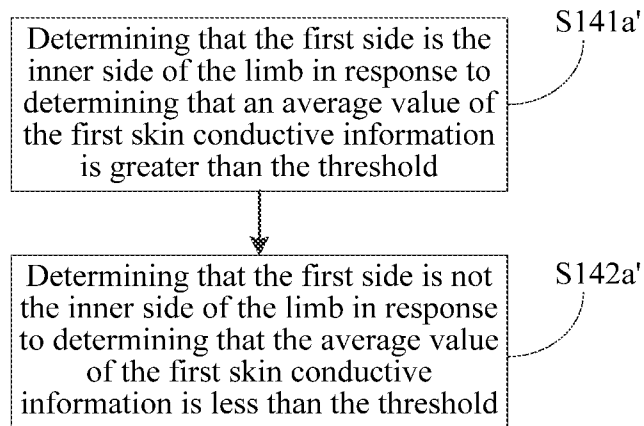 S141a'
Determining that the first side is the
inner side of the limb in response to
determining that an average value of
the first skin conductive information
is greater than the threshold
S142a'
Determining that the first side is not
the inner side of the limb in response
to determining that the average value
of the first skin conductive
information is less than the threshold